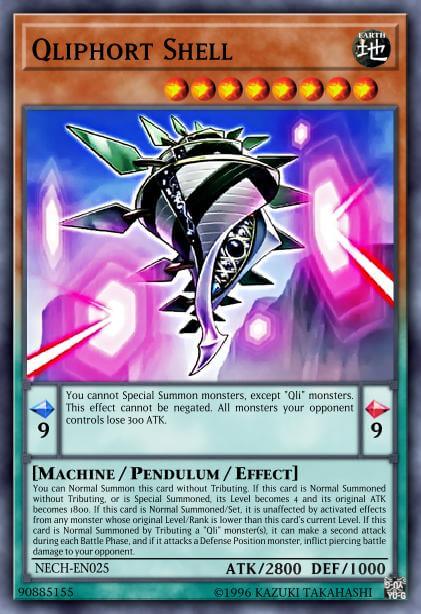 Qliphort Shell
EARTH
地
You cannot Special Summon monsters, except "Qli" monsters.
This effect cannot be negated. All monsters your opponent
controls lose 300 ATK.
9
9
[Machine / Pendulum / Effect]
You can Normal Summon this card without Tributing. If this card is Normal Summoned
without Tributing, or is Special Summoned, its Level becomes 4 and its original ATK
becomes 1800. If this card is Normal Summoned/Set, it is unaffected by activated effects
from any monster whose original Level/Rank is lower than this card's current Level. If this
card is Normal Summoned by Tributing a "Qli" monster(s), it can make a second attack
during each Battle Phase, and if it attacks a Defense Position monster, inflict piercing battle
damage to your opponent.
NECH-EN025
ATK/2800 DEF/1000
90885155
©1996 KAZUKI TAKAHASHI